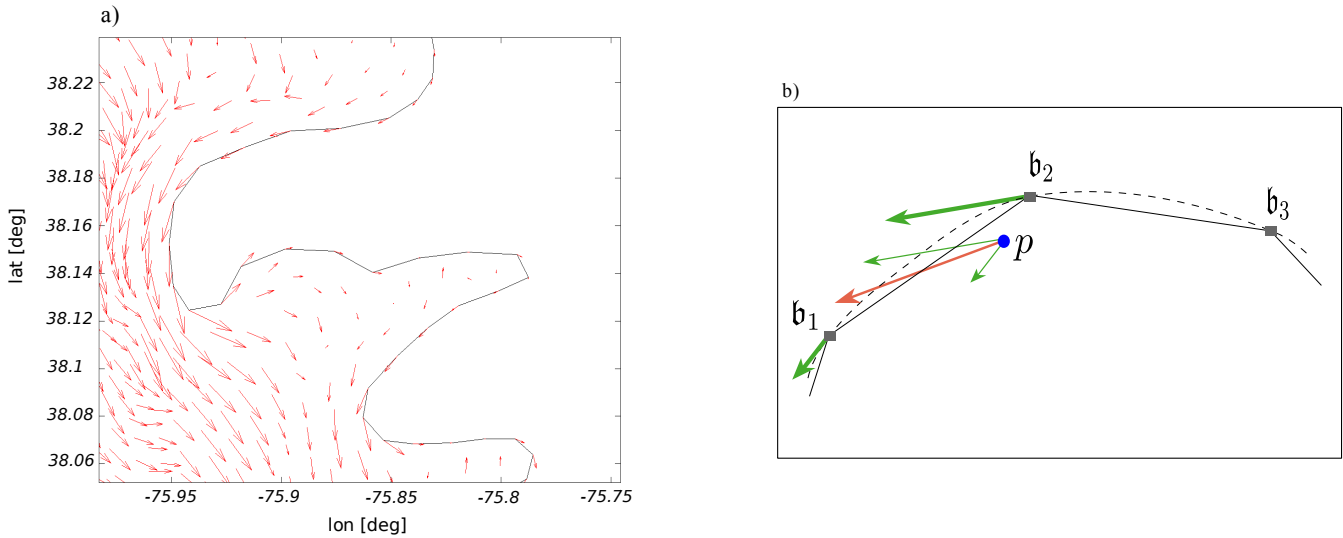 a)
38.22
38.2
38.18
38.16
38.14
38.12
38.1
38.08
38.06
lat [deg]
-75.95
-75.9
-75.85
-75.8
-75.75
lon [deg]
b)
𝔟₂
𝔟₃
p
𝔟₁